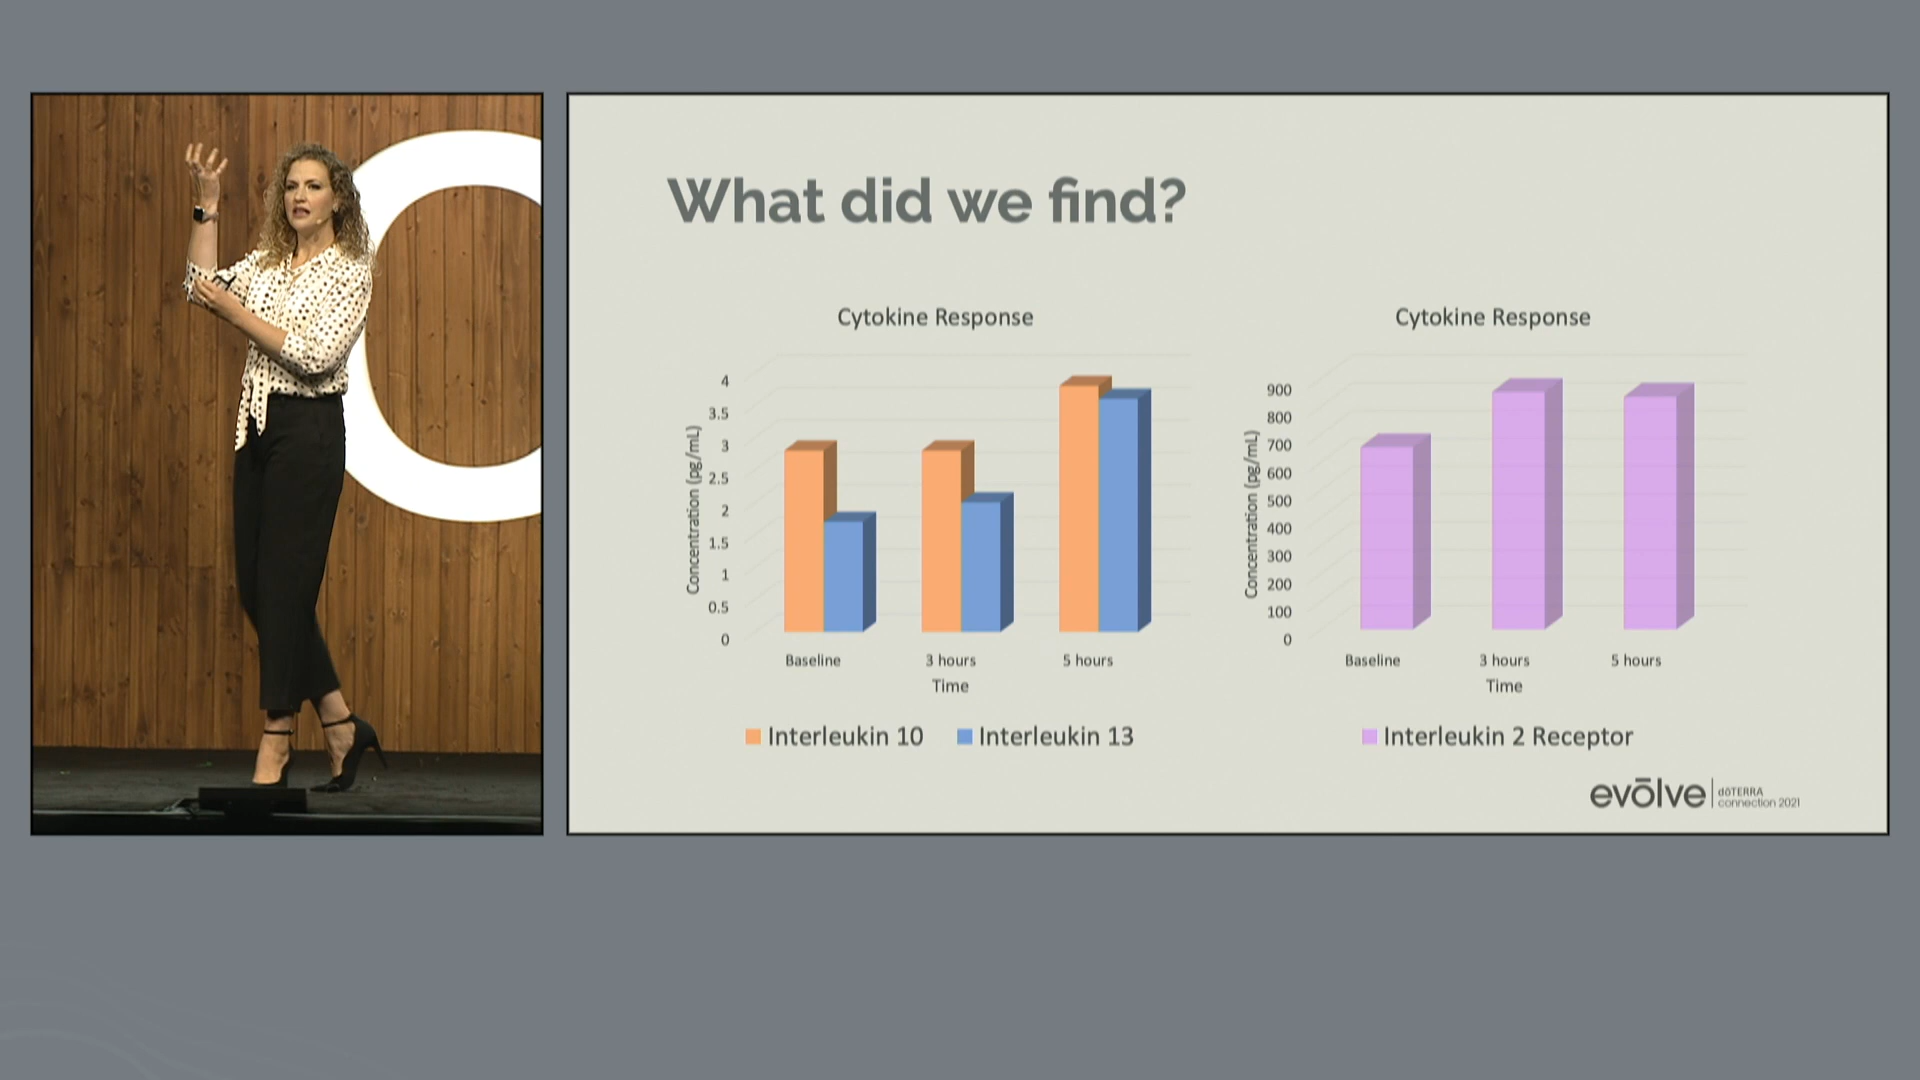 What did we find?
Cytokine Response
Concentration (pg/mL)
4
3.5
3
2.5
2
1.5
1
0.5
0
Baseline 3 hours 5 hours
Time
Interleukin 10 Interleukin 13
Cytokine Response
Concentration (pg/mL)
900
800
700
600
500
400
300
200
100
0
Baseline 3 hours 5 hours
Time
Interleukin 2 Receptor
evōlve
dōTERRA
connection 2021